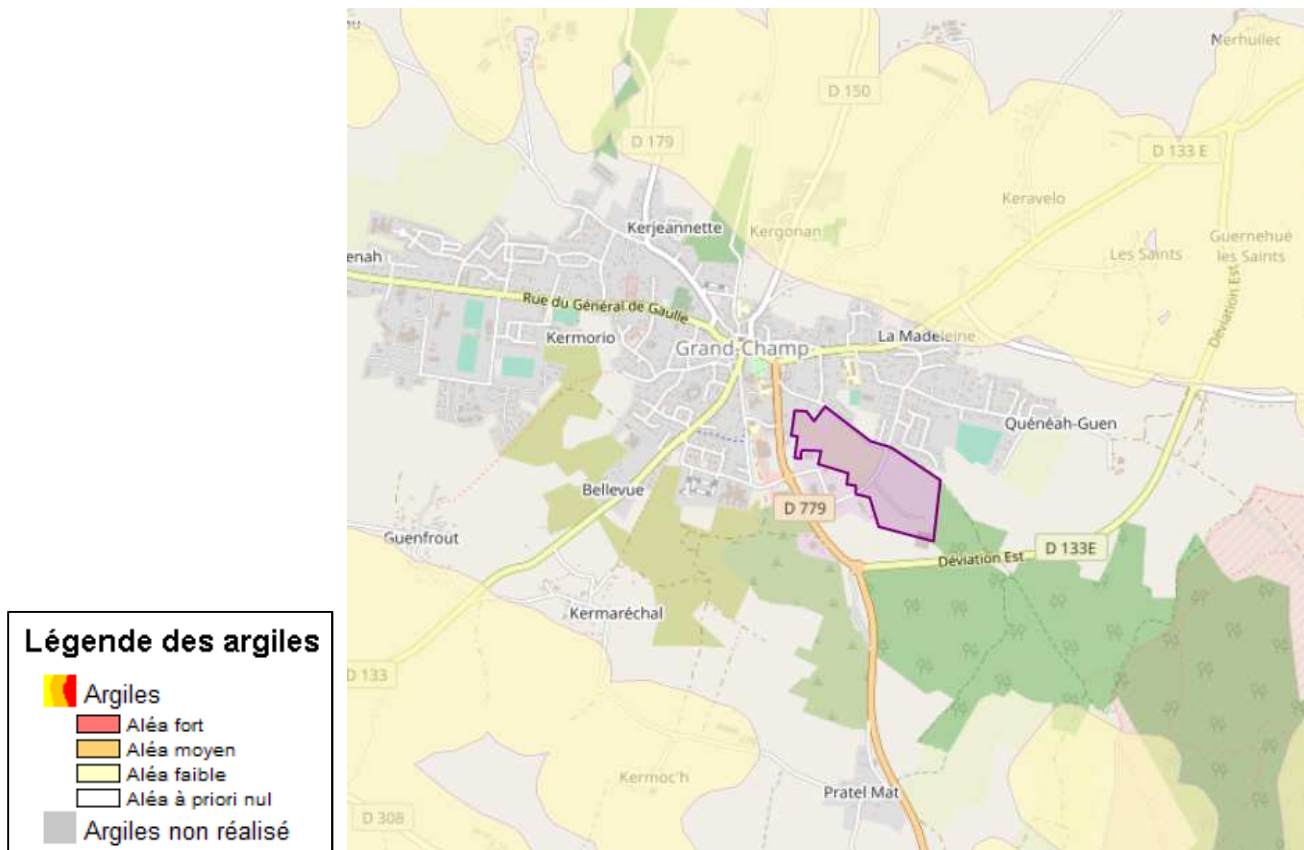 Nerhuilec
D 150
D 179
D 133 E
Keravelo
Kerjeannette
Kergonan
Guernehué
les Saints
Les Saints
enah
Rue du Général de Gaulle
Déviation Est
Kermorio
La Madeleine
Grand-Champ
Quénéah-Guen
Bellevue
D 779
Guenfrout
D 133E
Déviation Est
Kermaréchal
D 133
Kermoc'h
Pratel Mat
D 308
Légende des argiles
Argiles
Aléa fort
Aléa moyen
Aléa faible
Aléa à priori nul
Argiles non réalisé